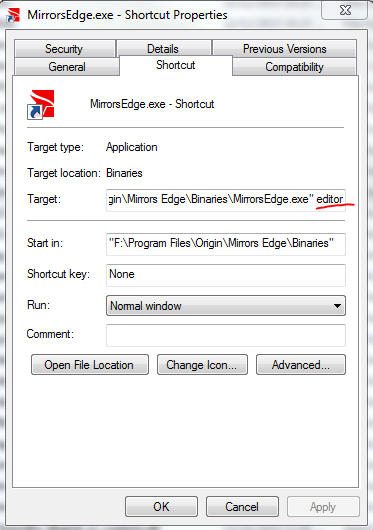 MirrorsEdge.exe - Shortcut Properties
Security Details Previous Versions
General Shortcut Compatibility
MirrorsEdge.exe - Shortcut
Target type: Application
Target location: Binaries
Target: gin\Mirrors Edge\Binaries\MirrorsEdge.exe" editor
Start in: "F:\Program Files\Origin\Mirrors Edge\Binaries"
Shortcut key: None
Run: Normal window
Comment:
Open File Location Change Icon... Advanced...
OK Cancel Apply